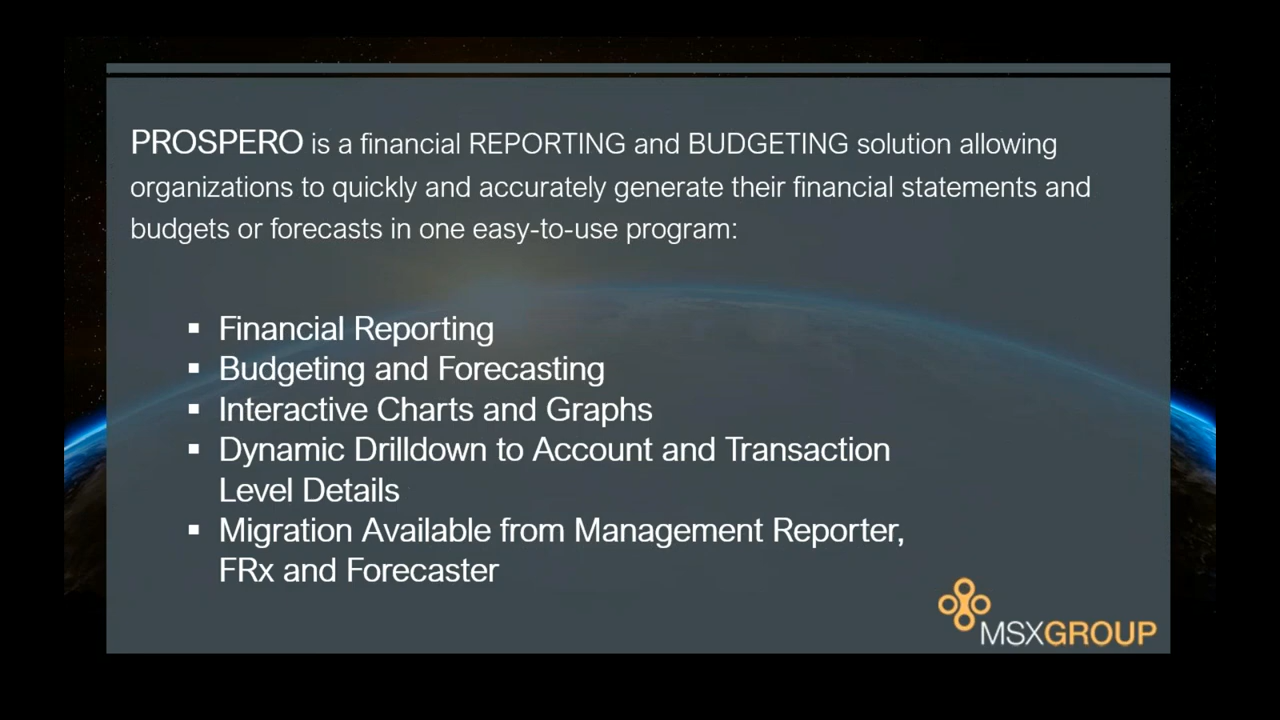 PROSPERO is a financial REPORTING and BUDGETING solution allowing
organizations to quickly and accurately generate their financial statements and
budgets or forecasts in one easy-to-use program:
▪ Financial Reporting
▪ Budgeting and Forecasting
▪ Interactive Charts and Graphs
▪ Dynamic Drilldown to Account and Transaction
Level Details
▪ Migration Available from Management Reporter,
FRx and Forecaster
MSXGROUP